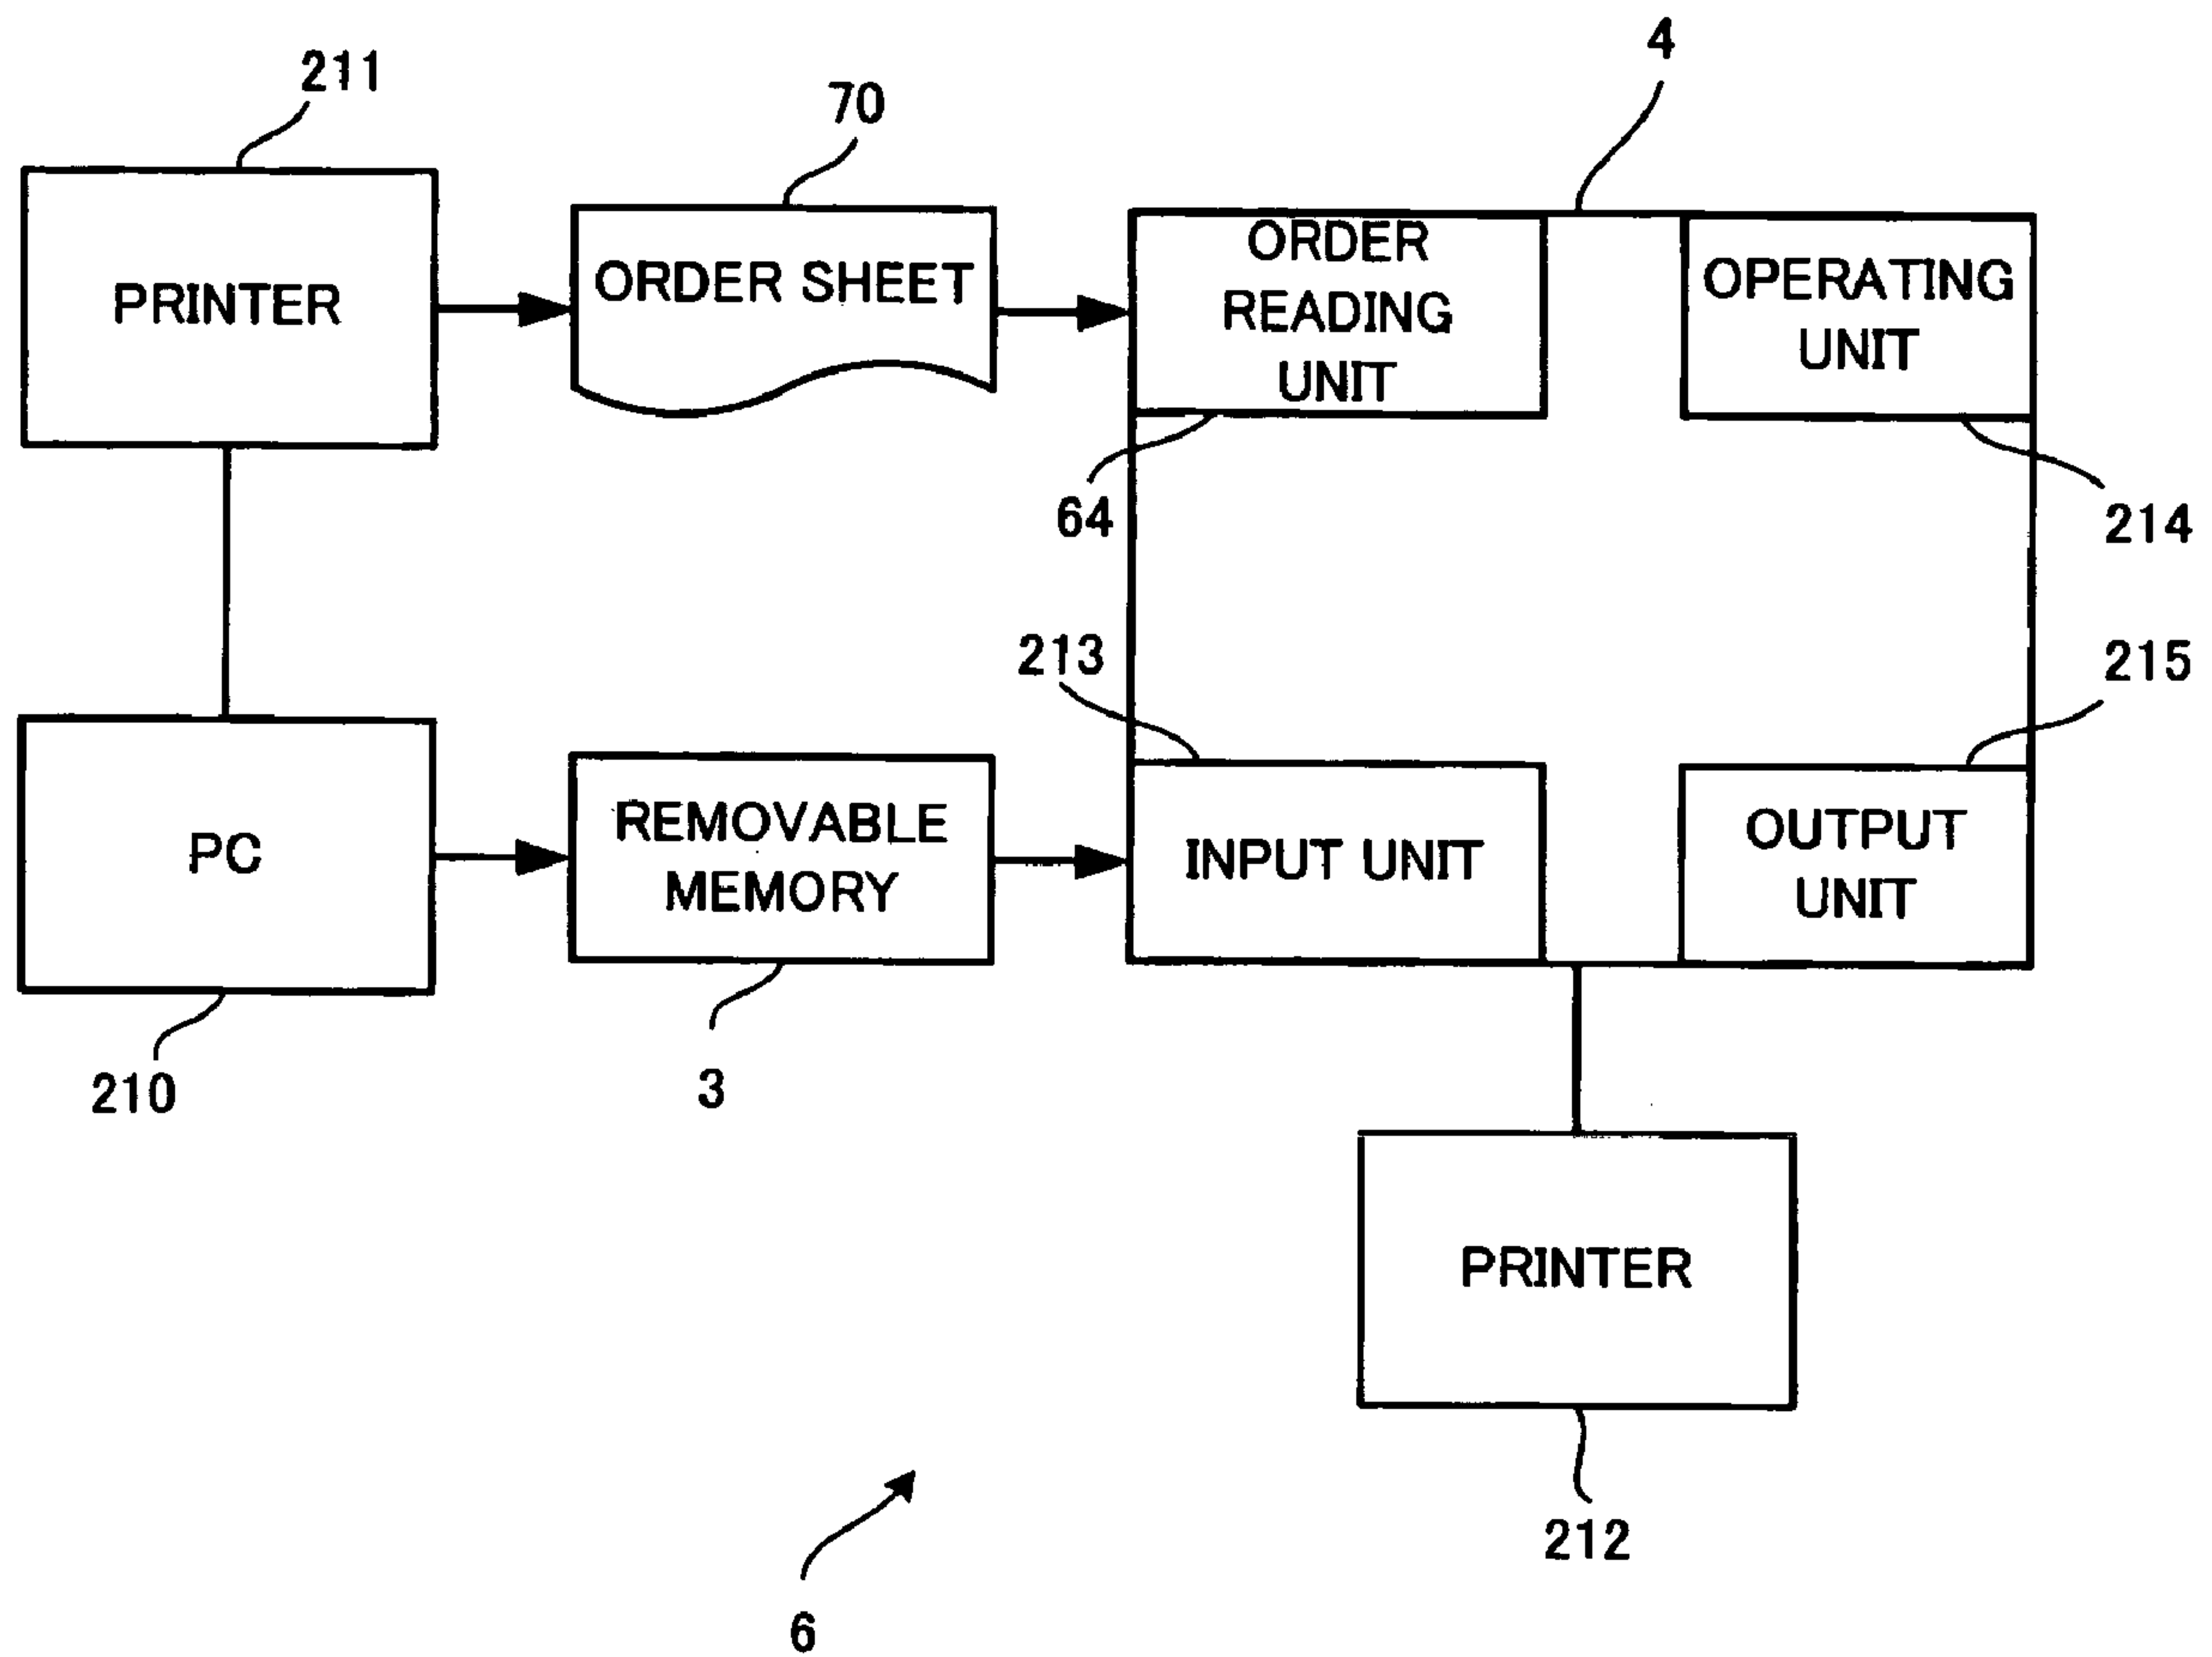 4
211
70
PRINTER
ORDER SHEET
ORDER
READING
UNIT
OPERATING
UNIT
64
214
213
215
PC
REMOVABLE
MEMORY
INPUT UNIT
OUTPUT
UNIT
210
3
PRINTER
212
6